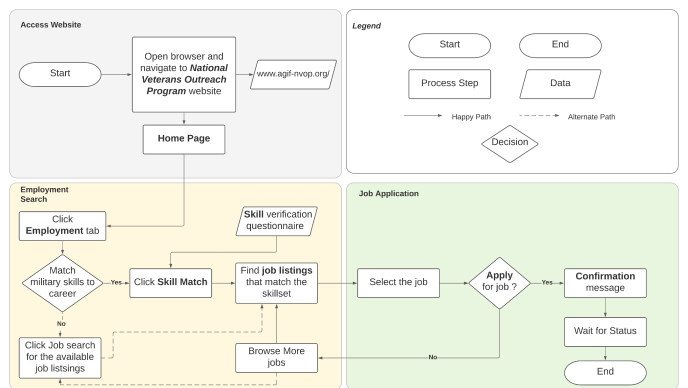 Access Website
Start
Open browser and
navigate to National
Veterans Outreach
Program website
www.agif-nvop.org/
Home Page
Legend
Start
End
Process Step
Data
Happy Path
Alternate Path
Decision
Employment
Search
Click
Employment tab
Match
military skills to
career
Yes
No
Click Skill Match
Skill verification
questionnaire
Find job listings
that match the
skillset
Click Job search
for the available
job listsings
Browse More
jobs
Job Application
Select the job
Apply
for job ?
Yes
No
Confirmation
message
Wait for Status
End